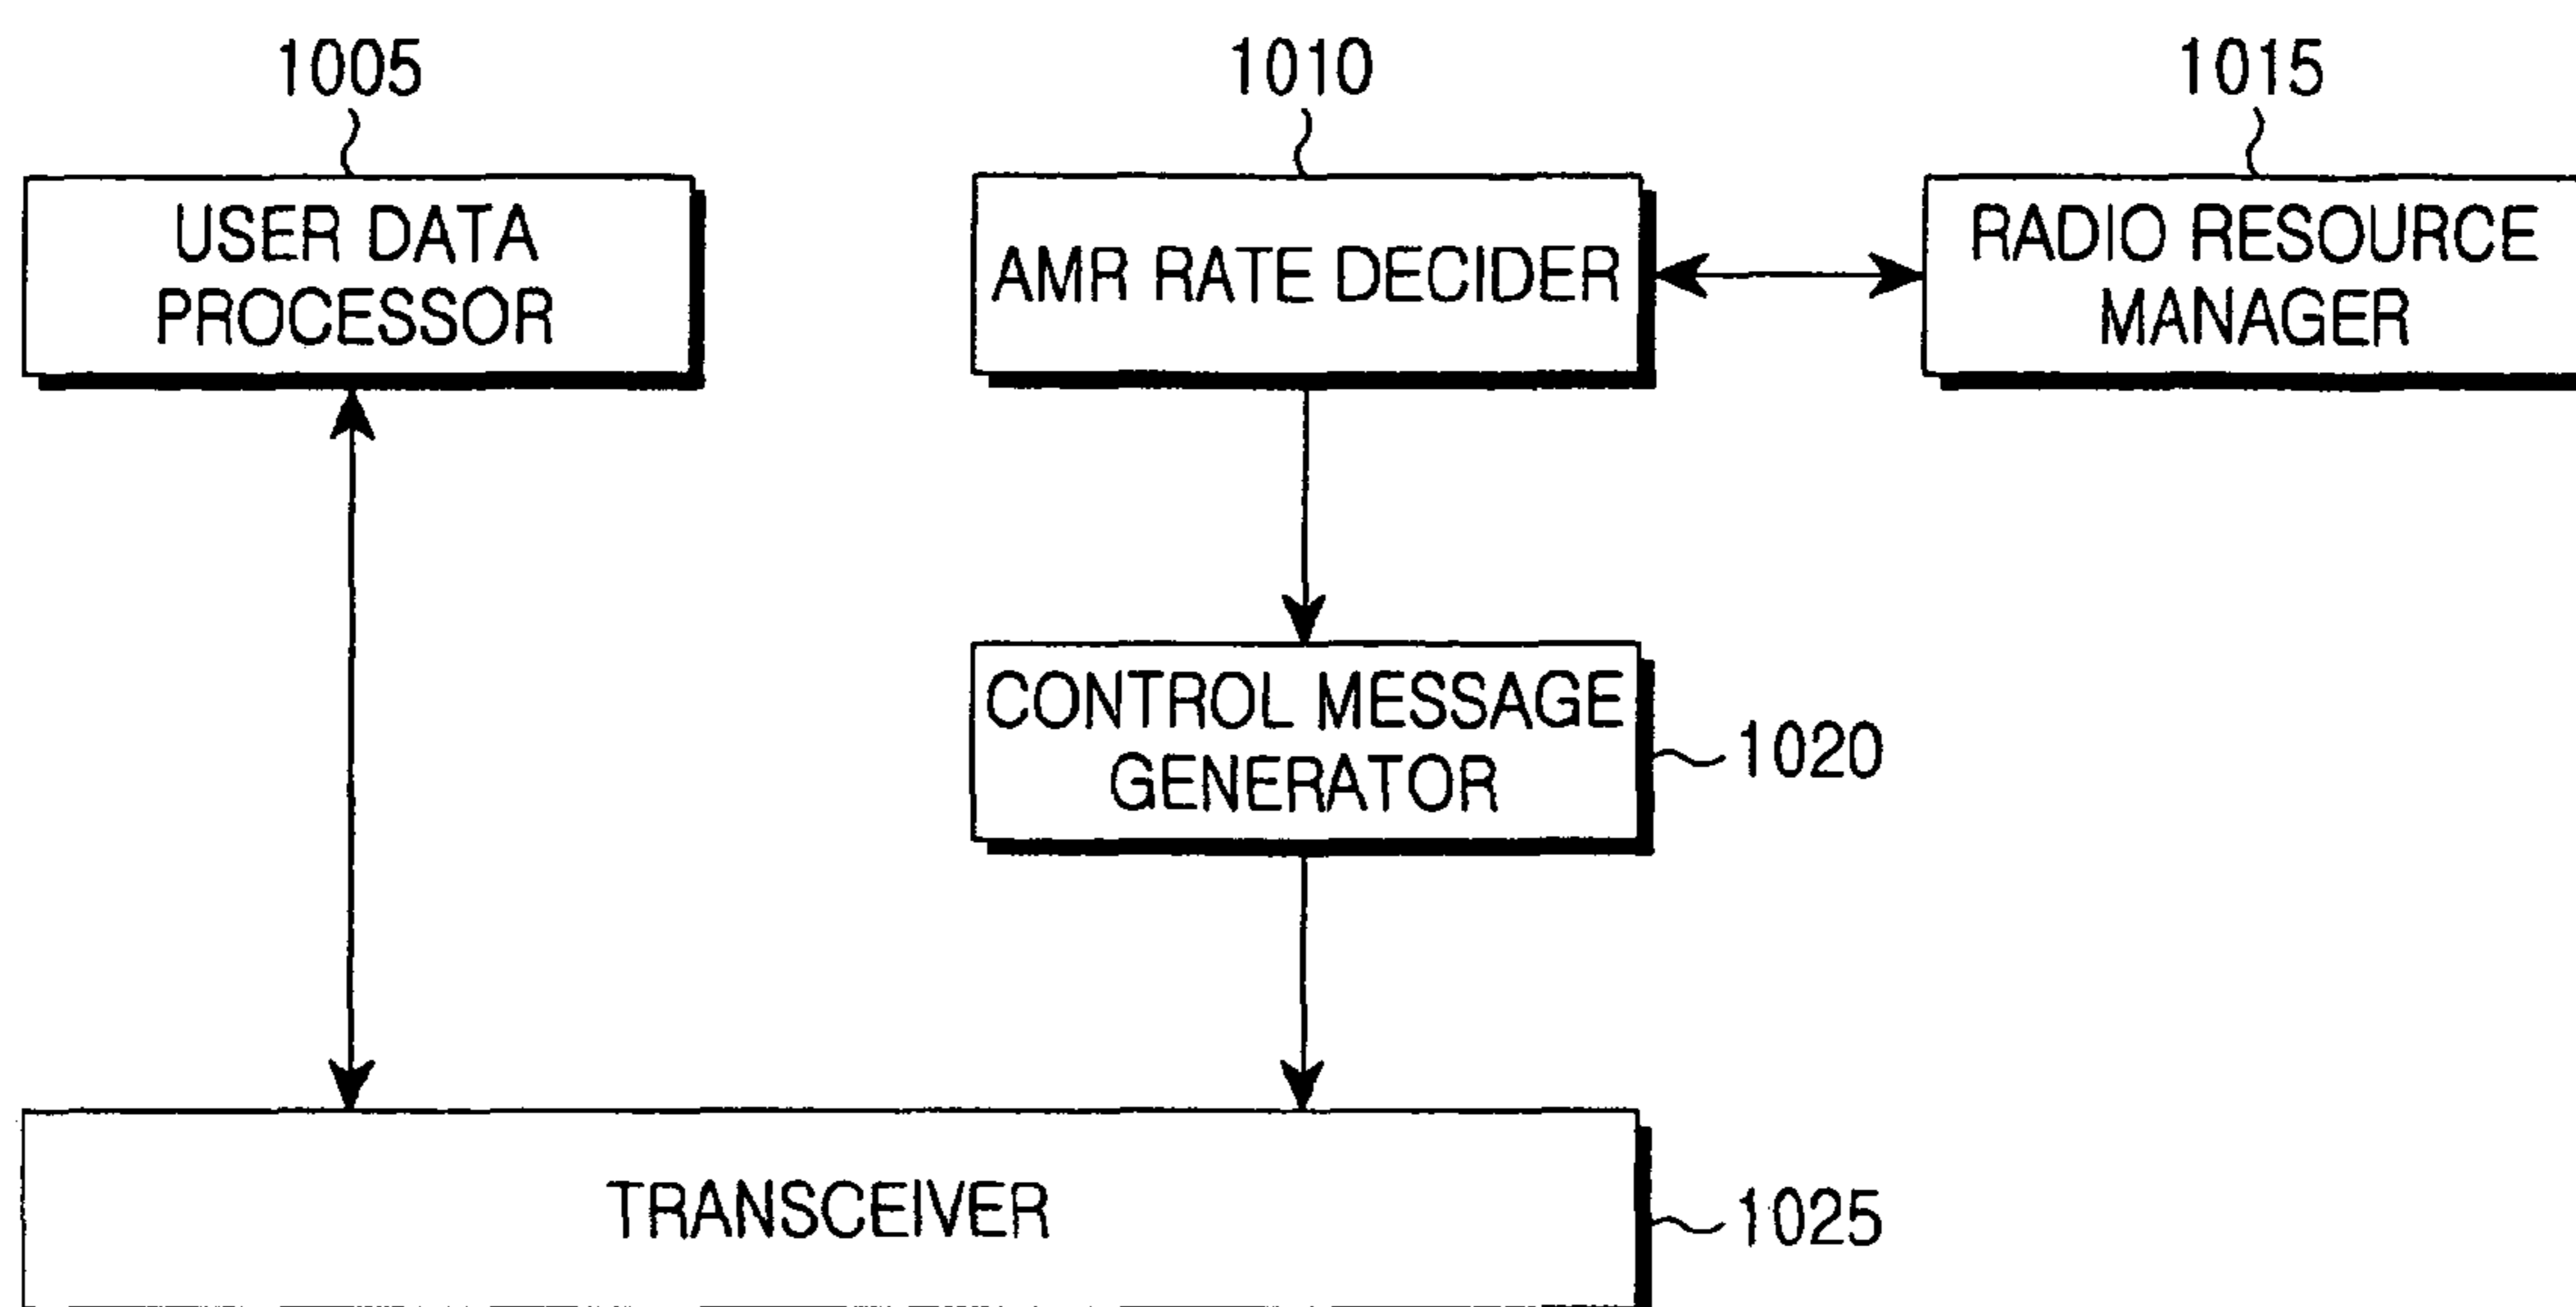 1005
1010
1015
USER DATA
PROCESSOR
AMR RATE DECIDER
RADIO RESOURCE
MANAGER
CONTROL MESSAGE
GENERATOR
1020
TRANSCEIVER
1025